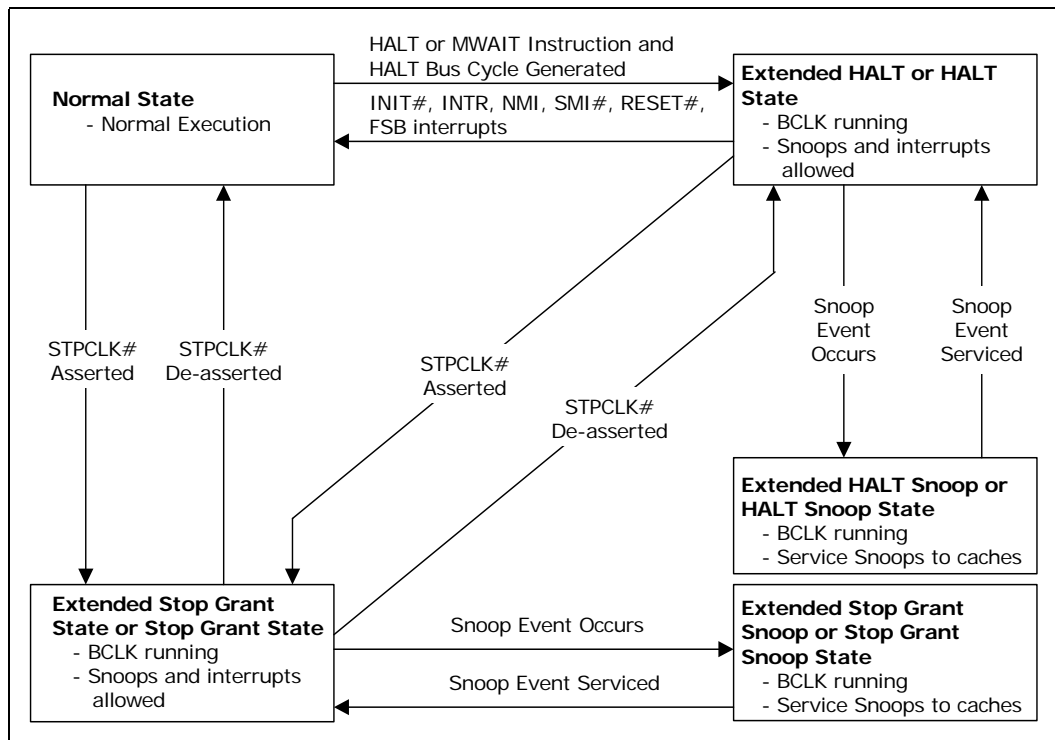 HALT or MWAIT Instruction and
HALT Bus Cycle Generated
Normal State
- Normal Execution
INIT#, INTR, NMI, SMI#, RESET#,
FSB interrupts
Extended HALT or HALT
State
- BCLK running
- Snoops and interrupts
allowed
STPCLK#
Asserted
STPCLK#
De-asserted
STPCLK#
Asserted
STPCLK#
De-asserted
Snoop
Event
Occurs
Snoop
Event
Serviced
Extended HALT Snoop or
HALT Snoop State
- BCLK running
- Service Snoops to caches
Extended Stop Grant
State or Stop Grant State
- BCLK running
- Snoops and interrupts
allowed
Snoop Event Occurs
Snoop Event Serviced
Extended Stop Grant
Snoop or Stop Grant
Snoop State
- BCLK running
- Service Snoops to caches